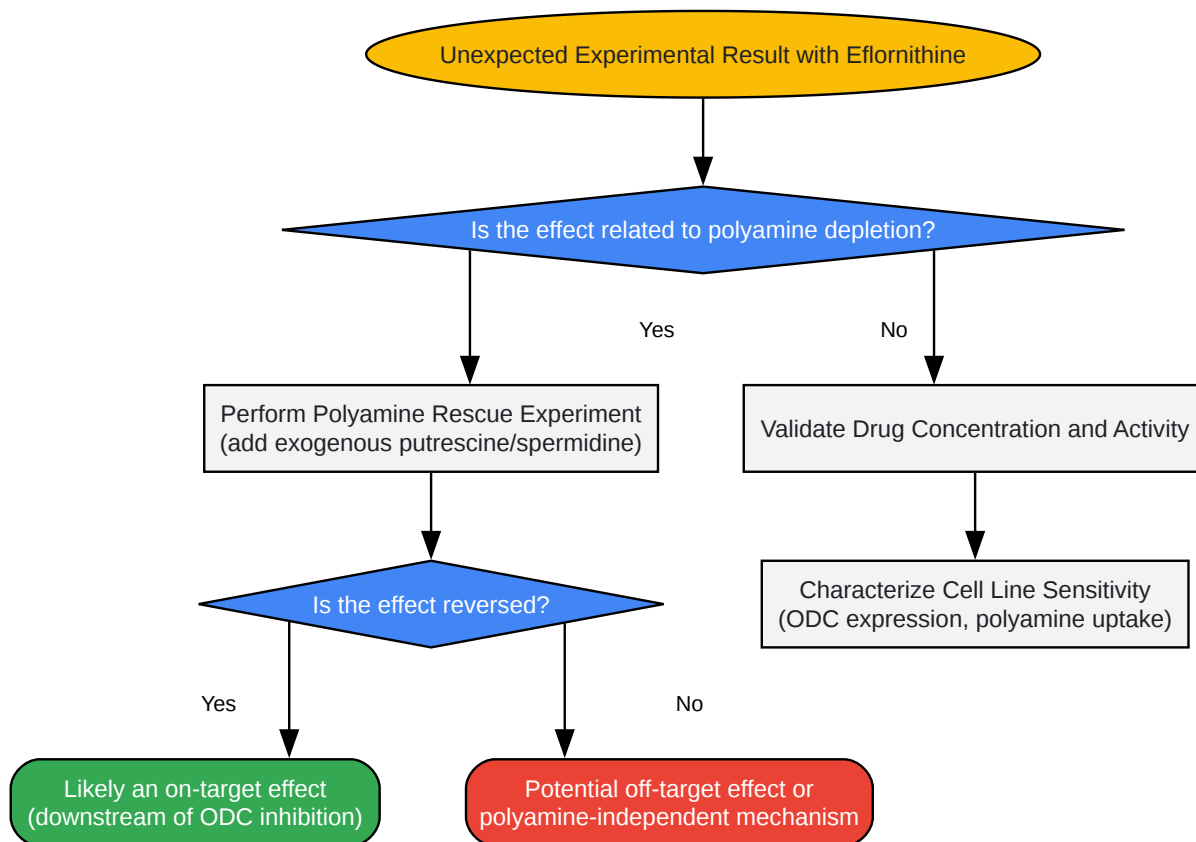 Unexpected Experimental Result with Eflornithine
Is the effect related to polyamine depletion?
Yes
No
Perform Polyamine Rescue Experiment
(add exogenous putrescine/spermidine)
Validate Drug Concentration and Activity
Is the effect reversed?
Characterize Cell Line Sensitivity
(ODC expression, polyamine uptake)
Yes
No
Likely an on-target effect
(downstream of ODC inhibition)
Potential off-target effect or
polyamine-independent mechanism